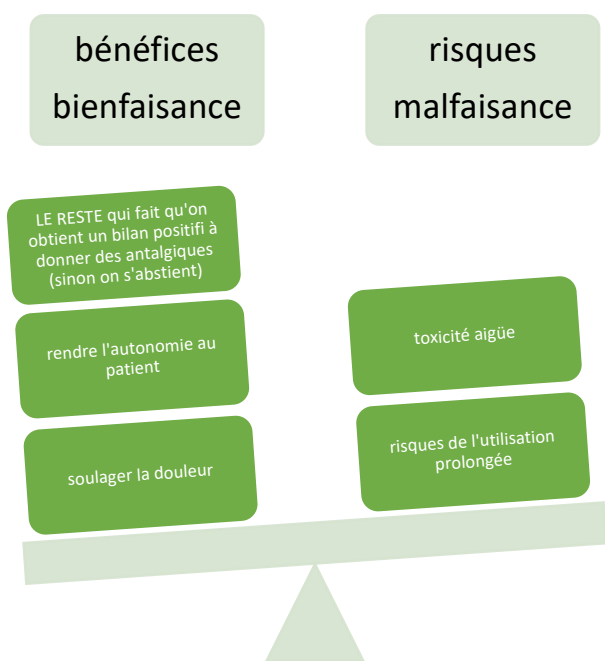 bénéfices
bienfaisance
risques
malfaisance
LE RESTE qui fait qu'on
obtient un bilan positifi à
donner des antalgiques
(sinon on s'abstient)
rendre l'autonomie au
patient
soulager la douleur
toxicité aigüe
risques de l'utilisation
prolongée